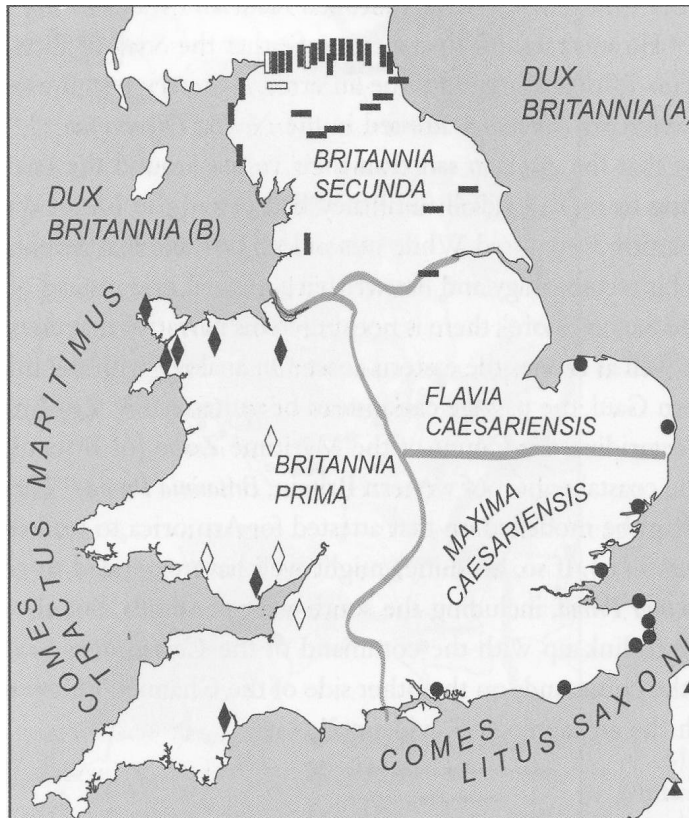 DUX
BRITANNIA (A)
BRITANNIA
SECUNDA
DUX
BRITANNIA (B)
FLAVIA
CAESARIENSIS
BRITANNIA
PRIMA
MAXIMA
CAESARIENSIS
COMES MARITIMUS
TRACTUS
COMES
LITUS SAXONI